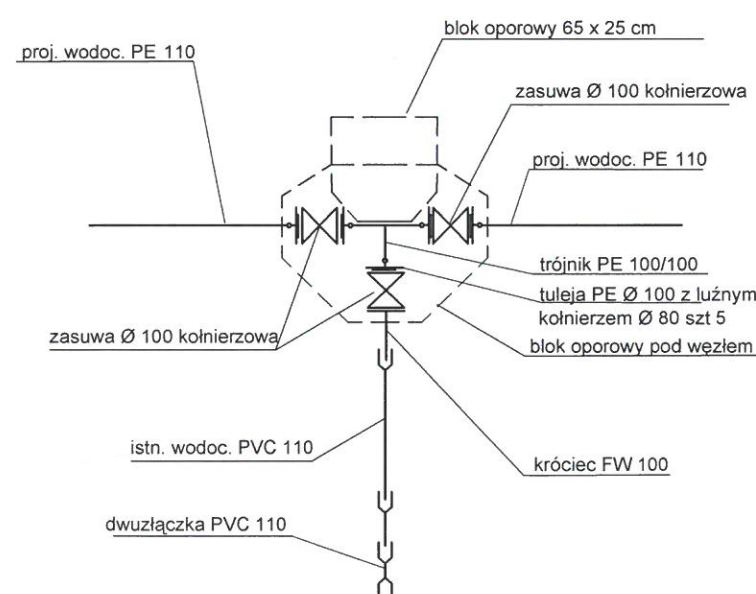 blok oporowy 65 x 25 cm
proj. wodoc. PE 110
zasuwa Ø 100 kołnierzowa
proj. wodoc. PE 110
trójnik PE 100/100
tuleja PE Ø 100 z luźnym
kołnierzem Ø 80 szt 5
zasuwa Ø 100 kołnierzowa
blok oporowy pod węzłem
istn. wodoc. PVC 110
króciec FW 100
dwuzłączka PVC 110